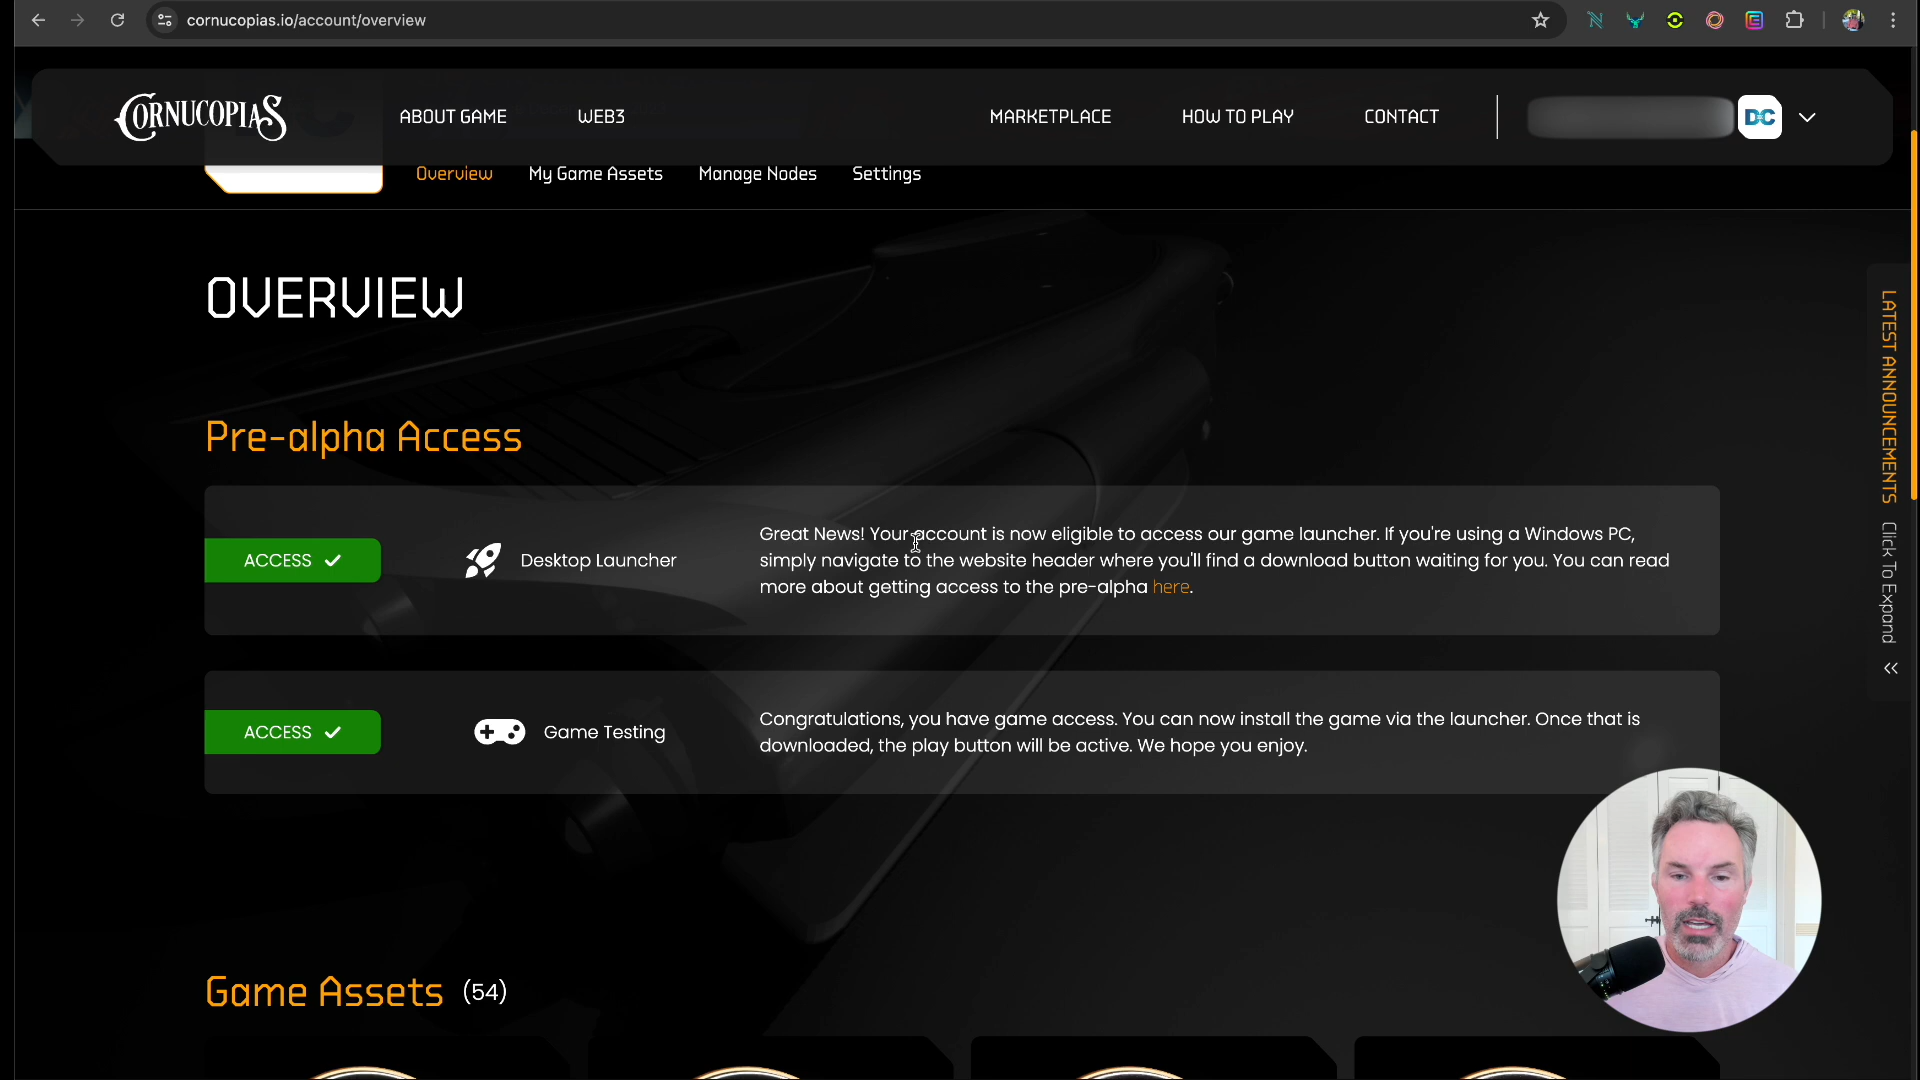 cornucopias.io/account/overview
CORNUCOPIAS
ABOUT GAME
WEB3
MARKETPLACE
HOW TO PLAY
CONTACT
DC
Overview
My Game Assets
Manage Nodes
Settings
OVERVIEW
Pre-alpha Access
ACCESS
Desktop Launcher
Great News! Your account is now eligible to access our game launcher. If you're using a Windows PC,
simply navigate to the website header where you'll find a download button waiting for you. You can read
more about getting access to the pre-alpha here.
ACCESS
Game Testing
Congratulations, you have game access. You can now install the game via the launcher. Once that is
downloaded, the play button will be active. We hope you enjoy.
Game Assets (54)
LATEST ANNOUNCEMENTS Click To Expand